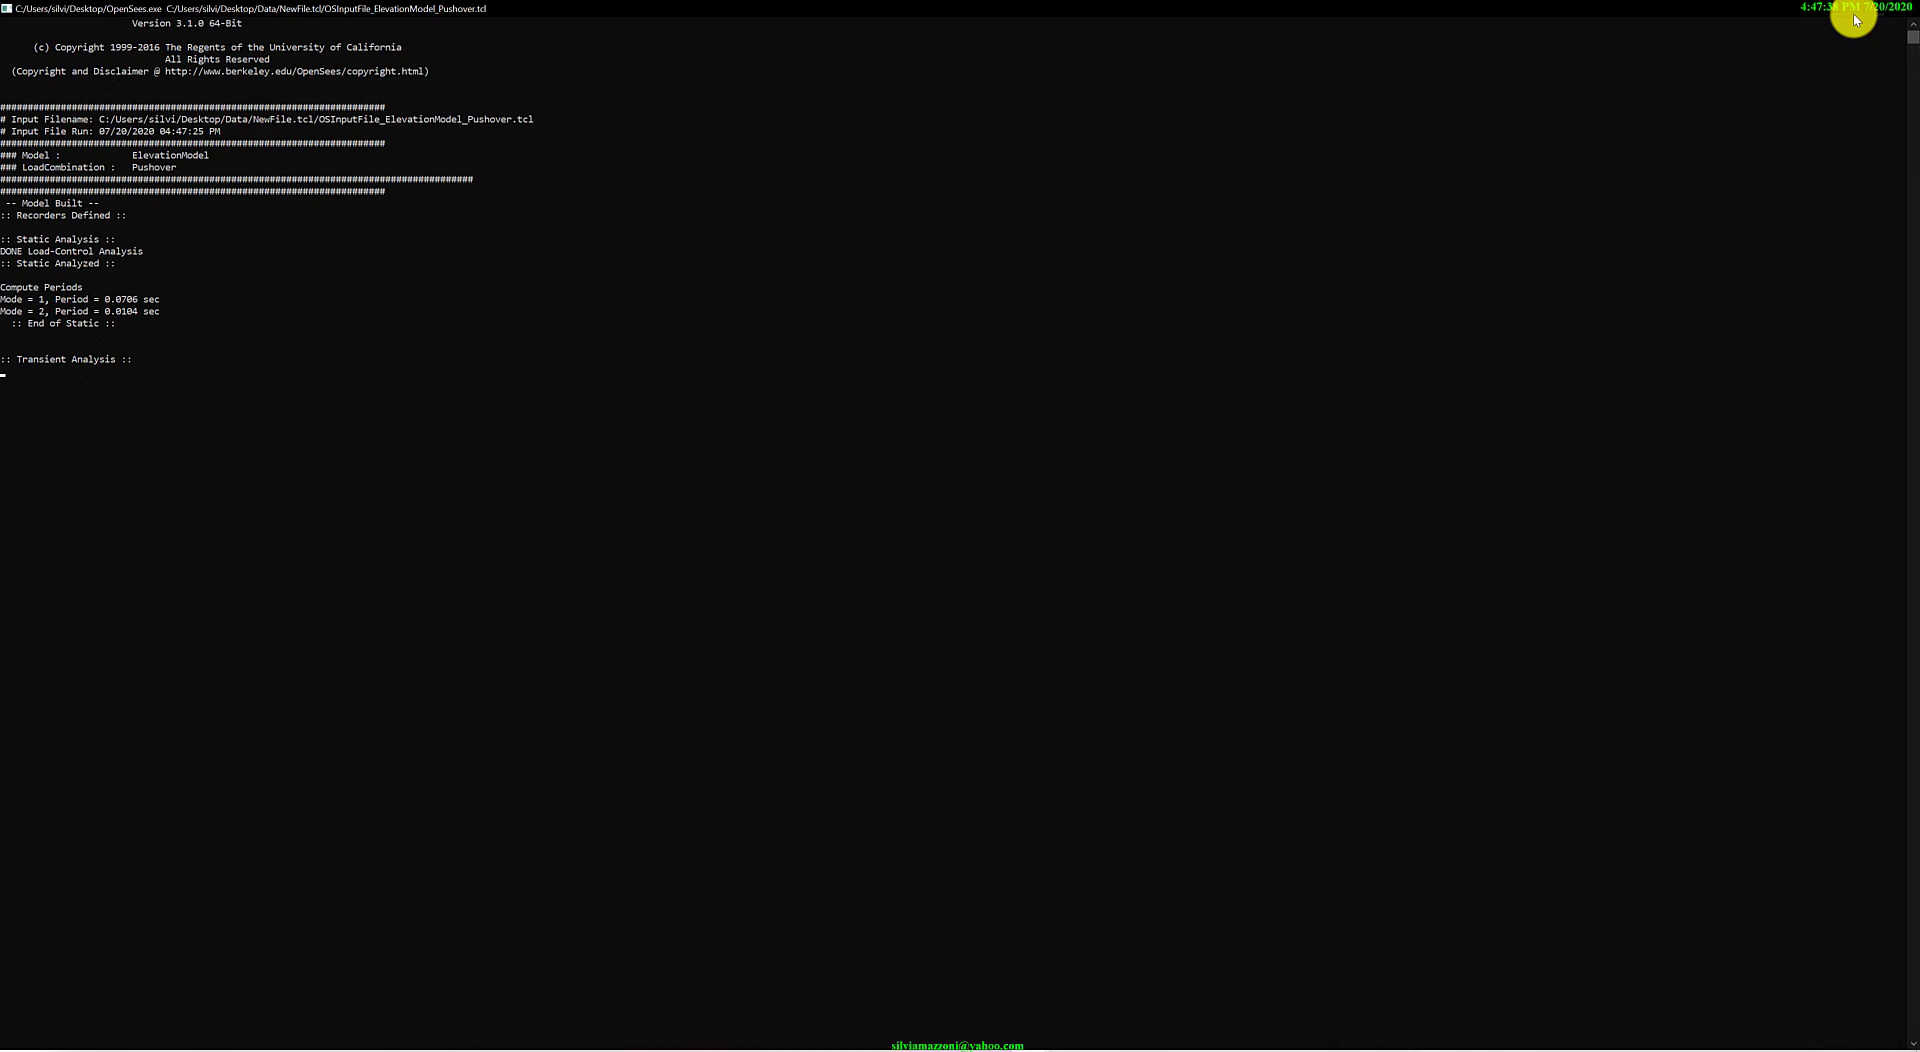 C:/Users/silvi/Desktop/OpenSees.exe C:/Users/silvi/Desktop/Data/NewFile.tcl/OSInputFile_ElevationModel_Pushover.tcl
4:47:38 PM 7/20/2020
Version 3.1.0 64-Bit
(c) Copyright 1999-2016 The Regents of the University of California
All Rights Reserved
(Copyright and Disclaimer @ http://www.berkeley.edu/OpenSees/copyright.html)
######################################################################
# Input Filename: C:/Users/silvi/Desktop/Data/NewFile.tcl/OSInputFile_ElevationModel_Pushover.tcl
# Input File Run: 07/20/2020 04:47:25 PM
######################################################################
### Model : ElevationModel
### LoadCombination : Pushover
######################################################################################
######################################################################
-- Model Built --
:: Recorders Defined ::
:: Static Analysis ::
DONE Load-Control Analysis
:: Static Analyzed ::
Compute Periods
Mode = 1, Period = 0.0706 sec
Mode = 2, Period = 0.0104 sec
:: End of Static ::
:: Transient Analysis ::
silviamazzoni@yahoo.com